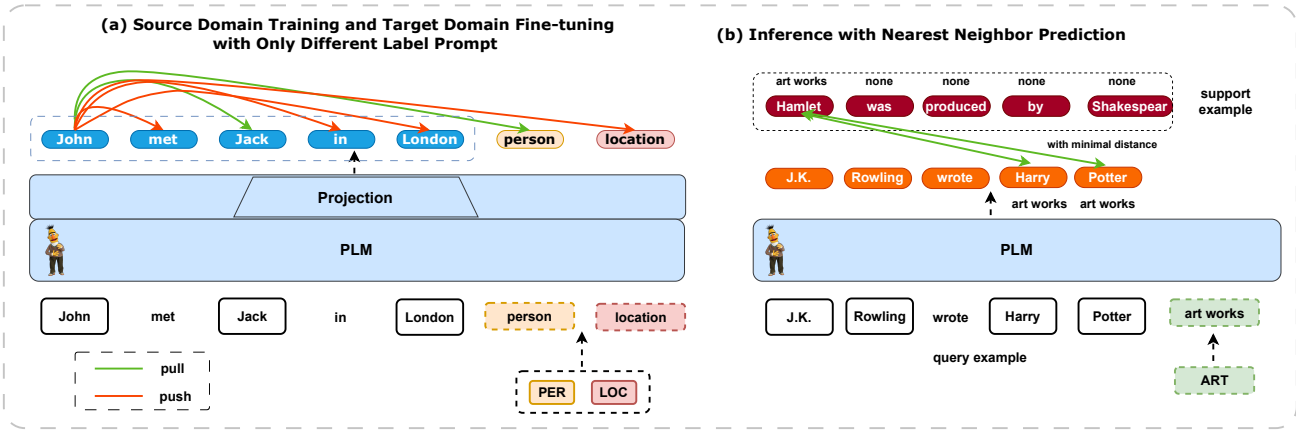 (a) Source Domain Training and Target Domain Fine-tuning
with Only Different Label Prompt
John met Jack in London person location
Projection
PLM
John met Jack in London person location
pull
push
PER LOC
(b) Inference with Nearest Neighbor Prediction
art works none none none none
Hamlet was produced by Shakespear
support
example
with minimal distance
J.K. Rowling wrote Harry Potter
art works art works
PLM
J.K. Rowling wrote Harry Potter art works
query example
ART